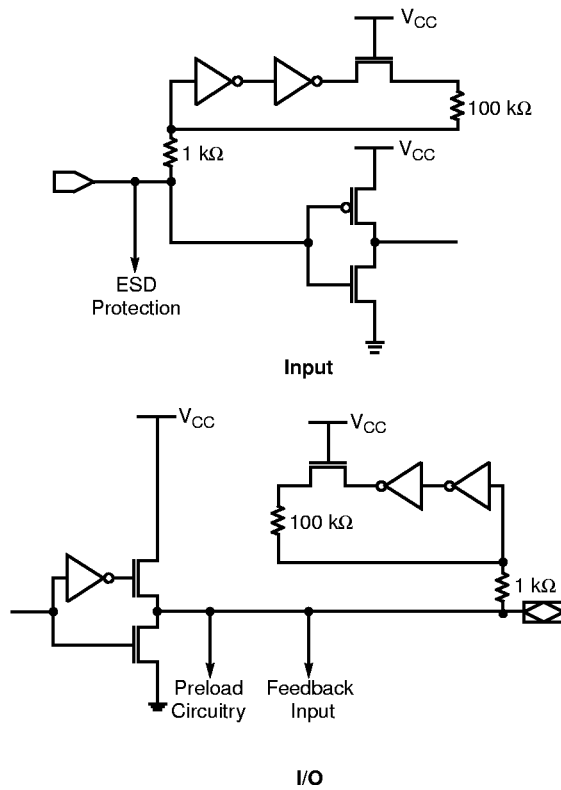 V_CC
100 kΩ
1 kΩ
V_CC
ESD
Protection
Input
V_CC
V_CC
100 kΩ
1 kΩ
Preload
Circuitry
Feedback
Input
I/O